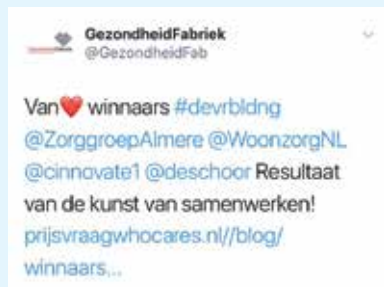 GezondheidFabriek
@GezondheidFab
Van❤️ winnaars #devrbldng
@ZorggroepAlmere @WoonzorgNL
@cinnovate1 @deschoor Resultaat
van de kunst van samenwerken!
prijsvraagwhocares.nl//blog/
winnaars...